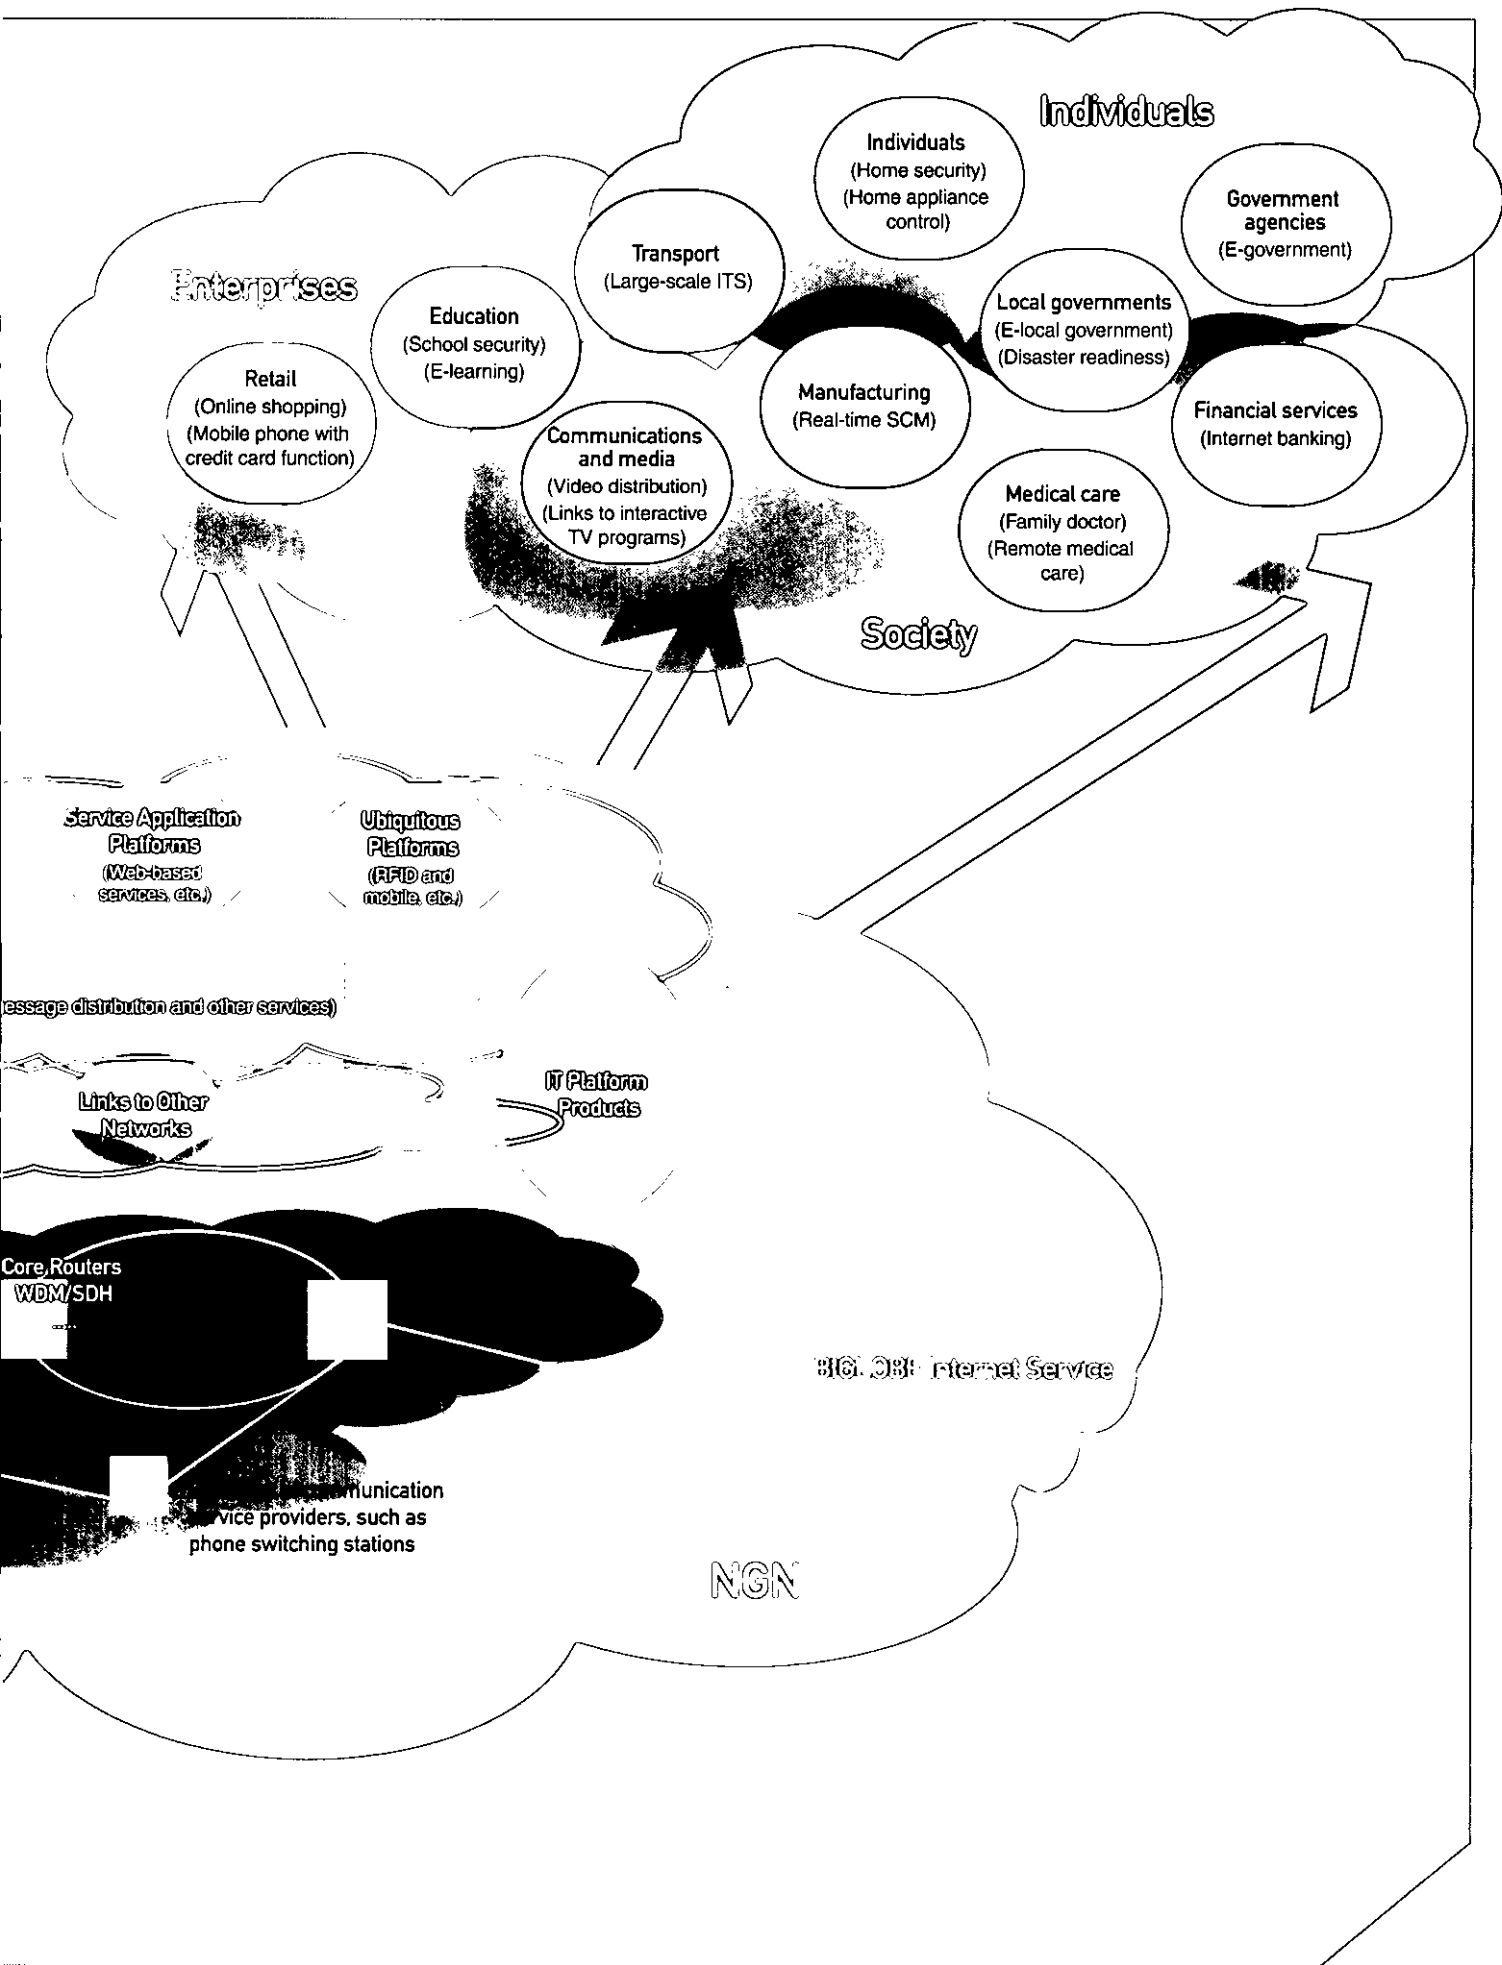 Individuals
Individuals
(Home security)
(Home appliance
control)
Government
agencies
(E-government)
Transport
(Large-scale ITS)
Enterprises
Education
(School security)
(E-learning)
Local governments
(E-local government)
(Disaster readiness)
Retail
(Online shopping)
(Mobile phone with
credit card function)
Manufacturing
(Real-time SCM)
Financial services
(Internet banking)
Communications
and media
(Video distribution)
(Links to interactive
TV programs)
Medical care
(Family doctor)
(Remote medical
care)
Society
Service Application
Platforms
(Web-based
services, etc.)
Ubiquitous
Platforms
(RFID and
mobile, etc.)
essage distribution and other services)
Links to Other
Networks
IT Platform
Products
Core Routers
WDM/SDH
BIGLOBE Internet Service
munication
vice providers, such as
phone switching stations
NGN